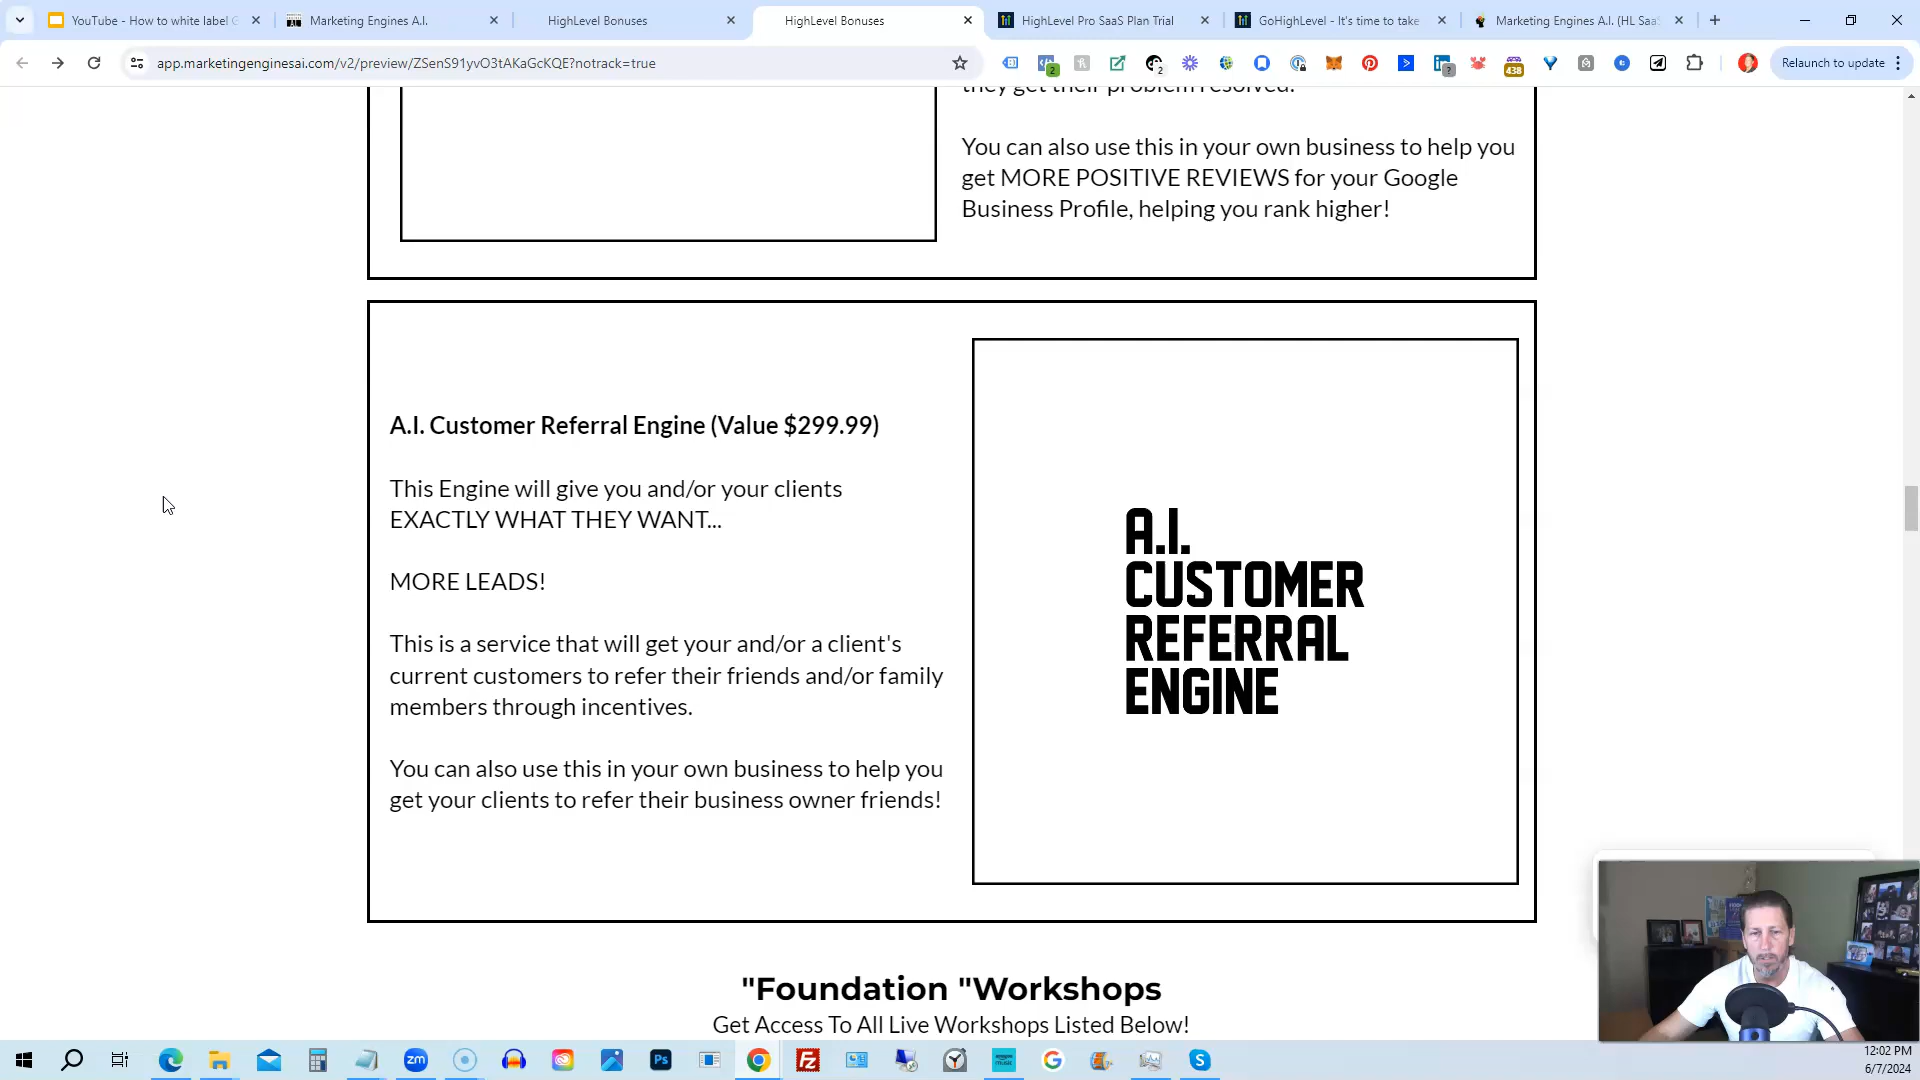 YouTube - How to white label G
Marketing Engines A.I.
HighLevel Bonuses
HighLevel Bonuses
HighLevel Pro SaaS Plan Trial
GoHighLevel - It's time to take
Marketing Engines A.I. (HL Saa
app.marketingenginesai.com/v2/preview/ZSenS91yvO3tAKaGcKQE?notrack=true
Relaunch to update
they get their problem resolved.
You can also use this in your own business to help you
get MORE POSITIVE REVIEWS for your Google
Business Profile, helping you rank higher!
A.I. Customer Referral Engine (Value $299.99)
This Engine will give you and/or your clients
EXACTLY WHAT THEY WANT...
MORE LEADS!
This is a service that will get your and/or a client's
current customers to refer their friends and/or family
members through incentives.
You can also use this in your own business to help you
get your clients to refer their business owner friends!
A.I.
CUSTOMER
REFERRAL
ENGINE
"Foundation "Workshops
Get Access To All Live Workshops Listed Below!
12:02 PM
6/7/2024